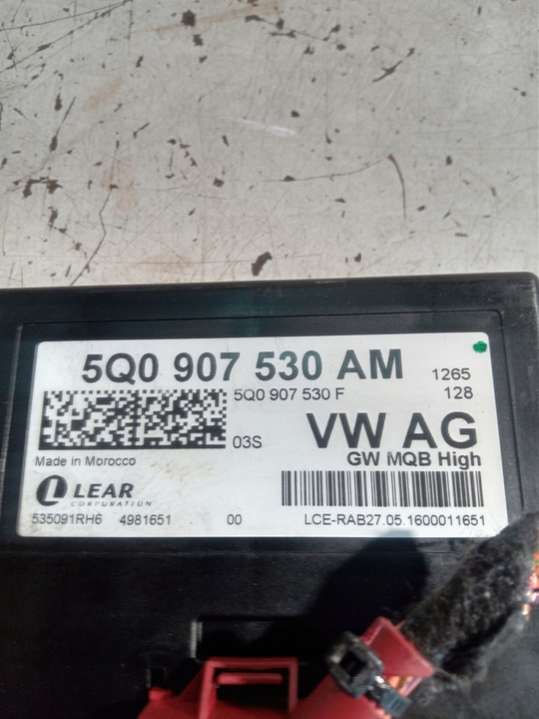 5Q0 907 530 AM 1265
5Q0 907 530 F 128
03S VW AG
Made in Morocco GW MQB High
LEAR
CORPORATION
535091RH6 4981651 00 LCE-RAB27.05.1600011651